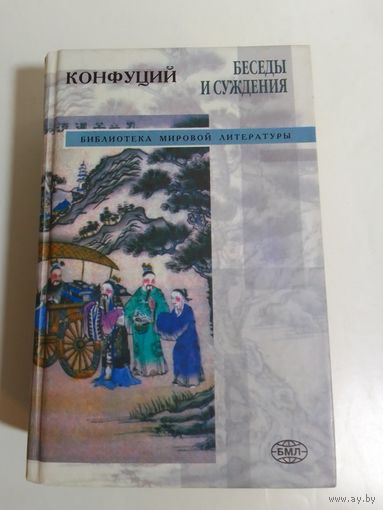 КОНФУЦИЙ
БЕСЕДЫ
И СУЖДЕНИЯ
БИБЛИОТЕКА МИРОВОЙ ЛИТЕРАТУРЫ
БМЛ
www.ay.by